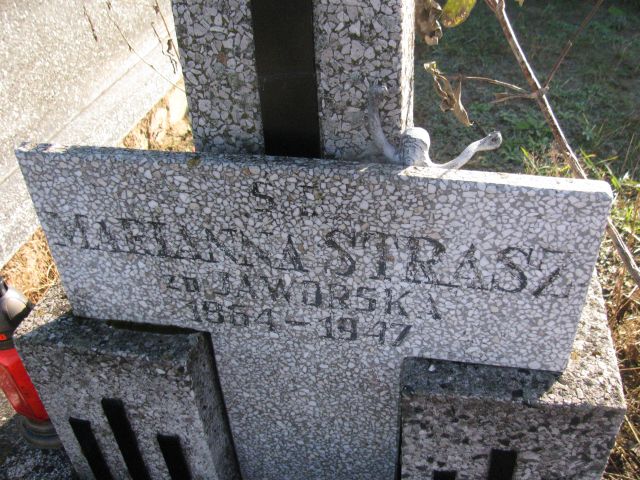 Ś P
MARIANNA STRASZ
ZD JAWORSKA
1864-1947